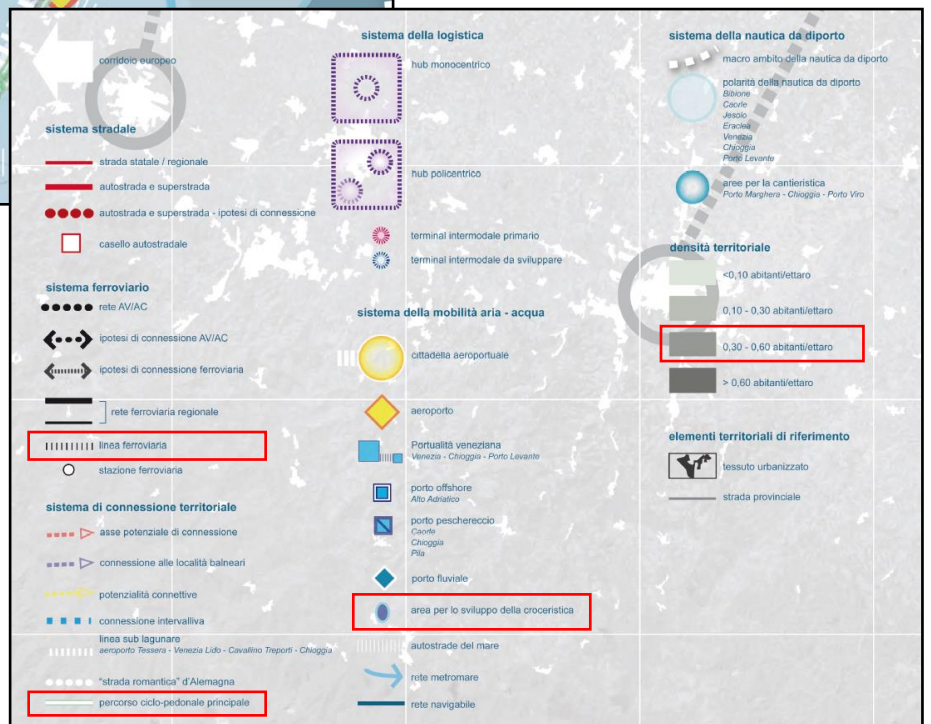 corridoio europeo
sistema stradale
strada statale / regionale
autostrada e superstrada
autostrada e superstrada - ipotesi di connessione
casello autostradale
sistema ferroviario
rete AV/AC
ipotesi di connessione AV/AC
ipotesi di connessione ferroviaria
rete ferroviaria regionale
linea ferroviaria
stazione ferroviaria
sistema di connessione territoriale
asse potenziale di connessione
connessione alle località balneari
potenzialità connettive
connessione intervalliva
linea sub lagunare
aeroporto Tessera - Venezia Lido - Cavallino Treporti - Chioggia
"strada romantica" d'Alemagna
percorso ciclo-pedonale principale
sistema della logistica
hub monocentrico
hub policentrico
terminal intermodale primario
terminal intermodale da sviluppare
sistema della mobilità aria - acqua
cittadella aeroportuale
aeroporto
Portualità veneziana
Venezia - Chioggia - Porto Levante
porto offshore
Alto Adriatico
porto peschereccio
Caorle
Chioggia
Pila
porto fluviale
area per lo sviluppo della croceristica
autostrade del mare
rete metromare
rete navigabile
sistema della nautica da diporto
macro ambito della nautica da diporto
polarità della nautica da diporto
Bibione
Caorle
Jesolo
Eraclea
Venezia
Chioggia
Porto Levante
aree per la cantieristica
Porto Marghera - Chioggia - Porto Viro
densità territoriale
<0,10 abitanti/ettaro
0,10 - 0,30 abitanti/ettaro
0,30 - 0,60 abitanti/ettaro
> 0,60 abitanti/ettaro
elementi territoriali di riferimento
tessuto urbanizzato
strada provinciale